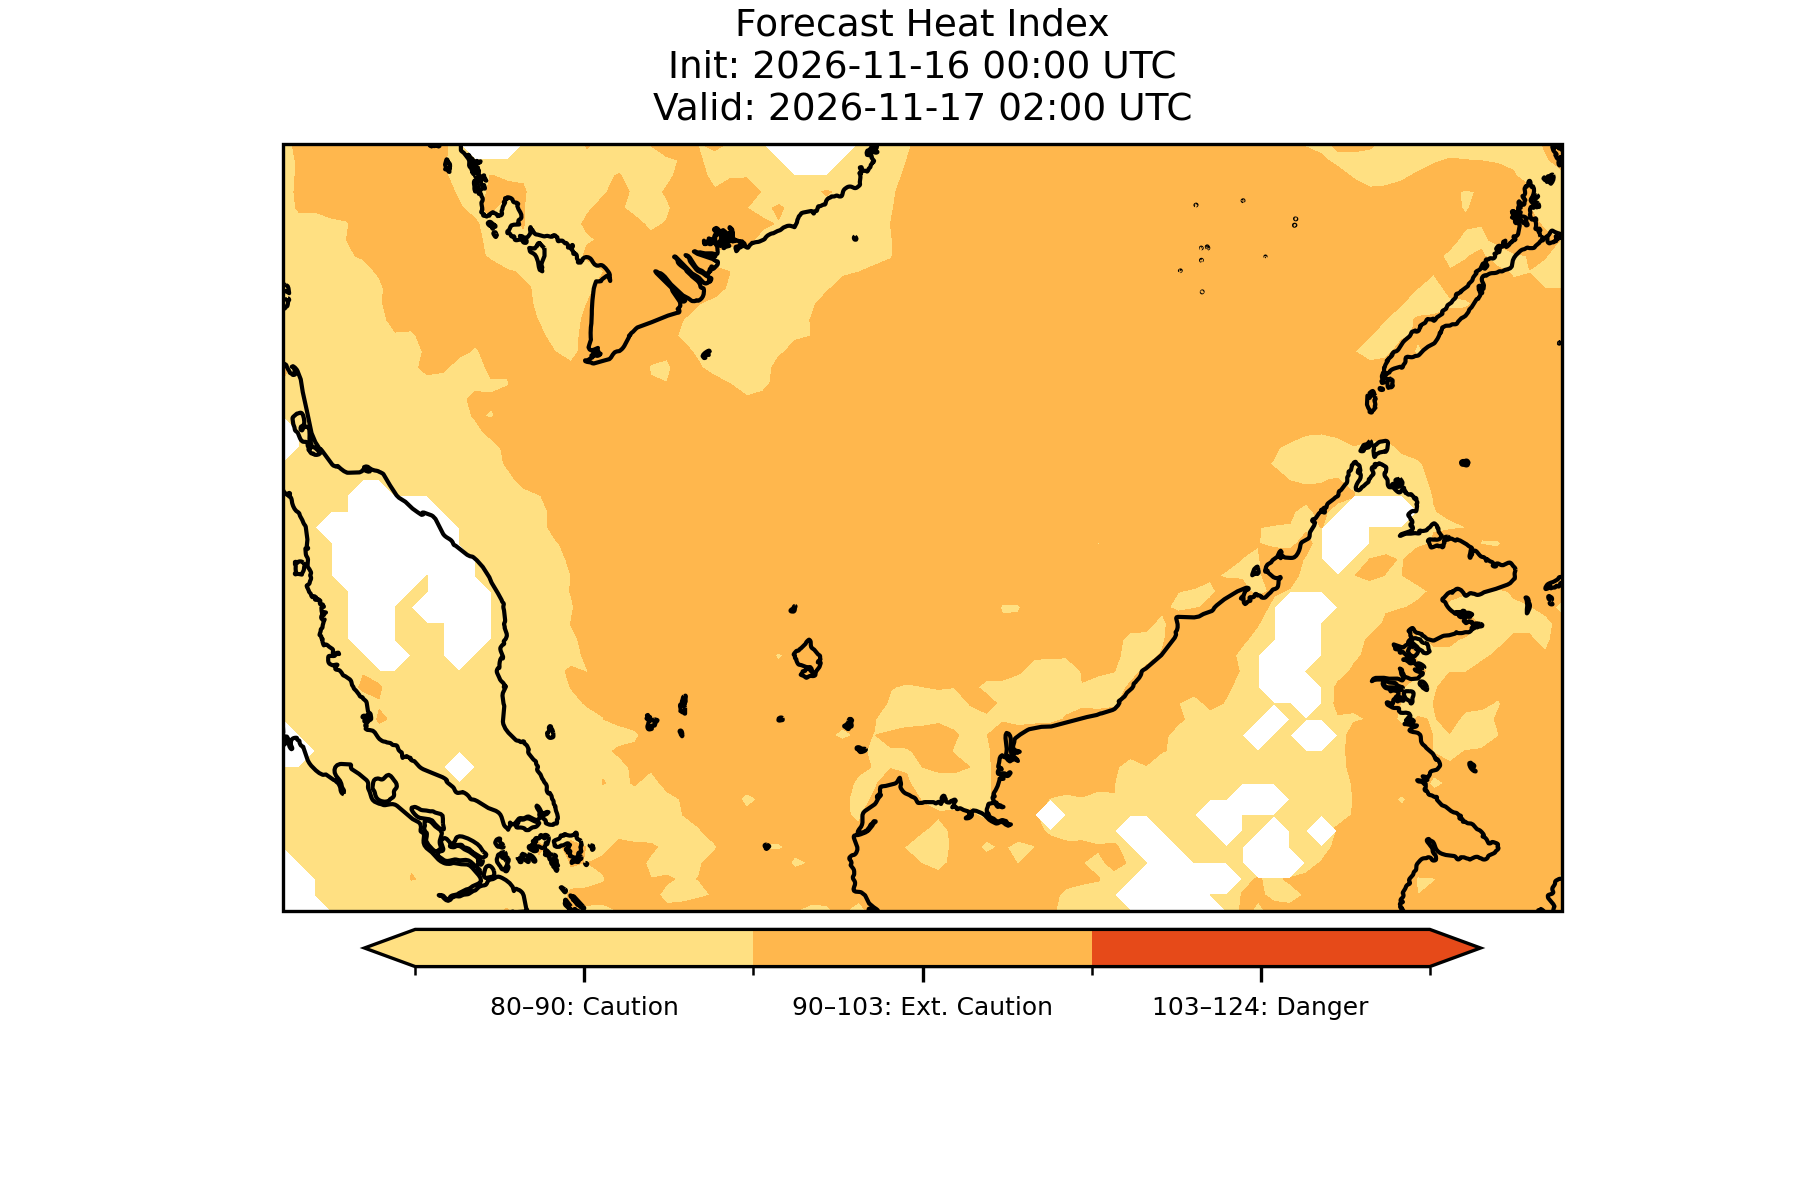 Forecast Heat Index
Init: 2026-11-16 00:00 UTC
Valid: 2026-11-17 02:00 UTC
80–90: Caution
90–103: Ext. Caution
103–124: Danger